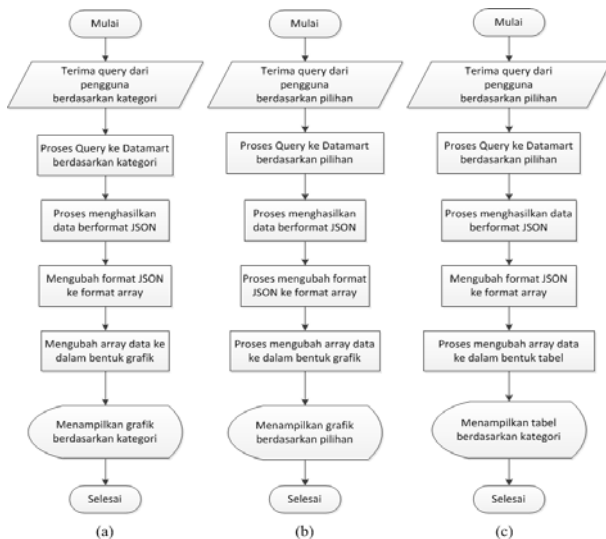 Mulai
Terima query dari
pengguna
berdasarkan kategori
Proses Query ke Datamart
berdasarkan kategori
Proses menghasilkan
data berformat JSON
Mengubah format JSON
ke format array
Mengubah array data ke
dalam bentuk grafik
Menampilkan grafik
berdasarkan kategori
Selesai
(a)
Mulai
Terima query dari
pengguna
berdasarkan pilihan
Proses Query ke Datamart
berdasarkan pilihan
Proses menghasilkan
data berformat JSON
Proses mengubah format
JSON ke format array
Proses mengubah array data
ke dalam bentuk grafik
Menampilkan grafik
berdasarkan pilihan
Selesai
(b)
Mulai
Terima query dari
pengguna
berdasarkan pilihan
Proses Query ke Datamart
berdasarkan pilihan
Proses menghasilkan data
berformat JSON
Mengubah format JSON
ke format array
Proses mengubah array data
ke dalam bentuk tabel
Menampilkan tabel
berdasarkan kategori
Selesai
(c)